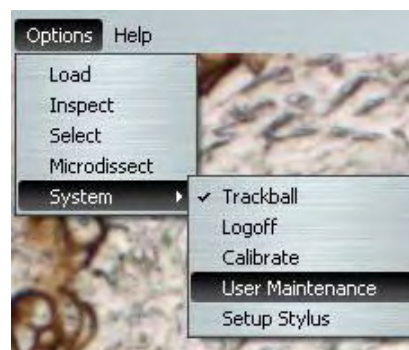 Options Help
Load
Inspect
Select
Microdissect
System
Trackball
Logoff
Calibrate
User Maintenance
Setup Stylus